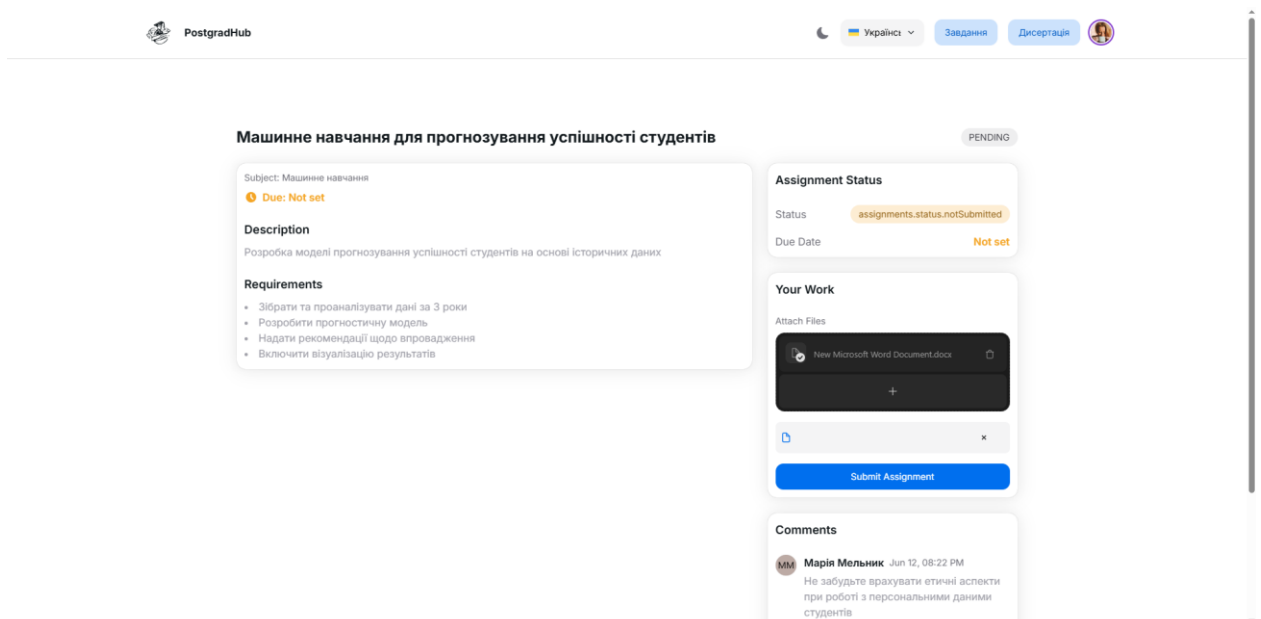 PostgradHub
Українсь
Завдання
Дисертація
Машинне навчання для прогнозування успішності студентів
PENDING
Subject: Машинне навчання
Due: Not set
Description
Розробка моделі прогнозування успішності студентів на основі історичних даних
Requirements
• Зібрати та проаналізувати дані за 3 роки
• Розробити прогностичну модель
• Надати рекомендації щодо впровадження
• Включити візуалізацію результатів
Assignment Status
Status
assignments.status.notSubmitted
Due Date
Not set
Your Work
Attach Files
New Microsoft Word Document.docx
Submit Assignment
Comments
MM
Марія Мельник Jun 12, 08:22 PM
Не забудьте врахувати етичні аспекти
при роботі з персональними даними
студентів